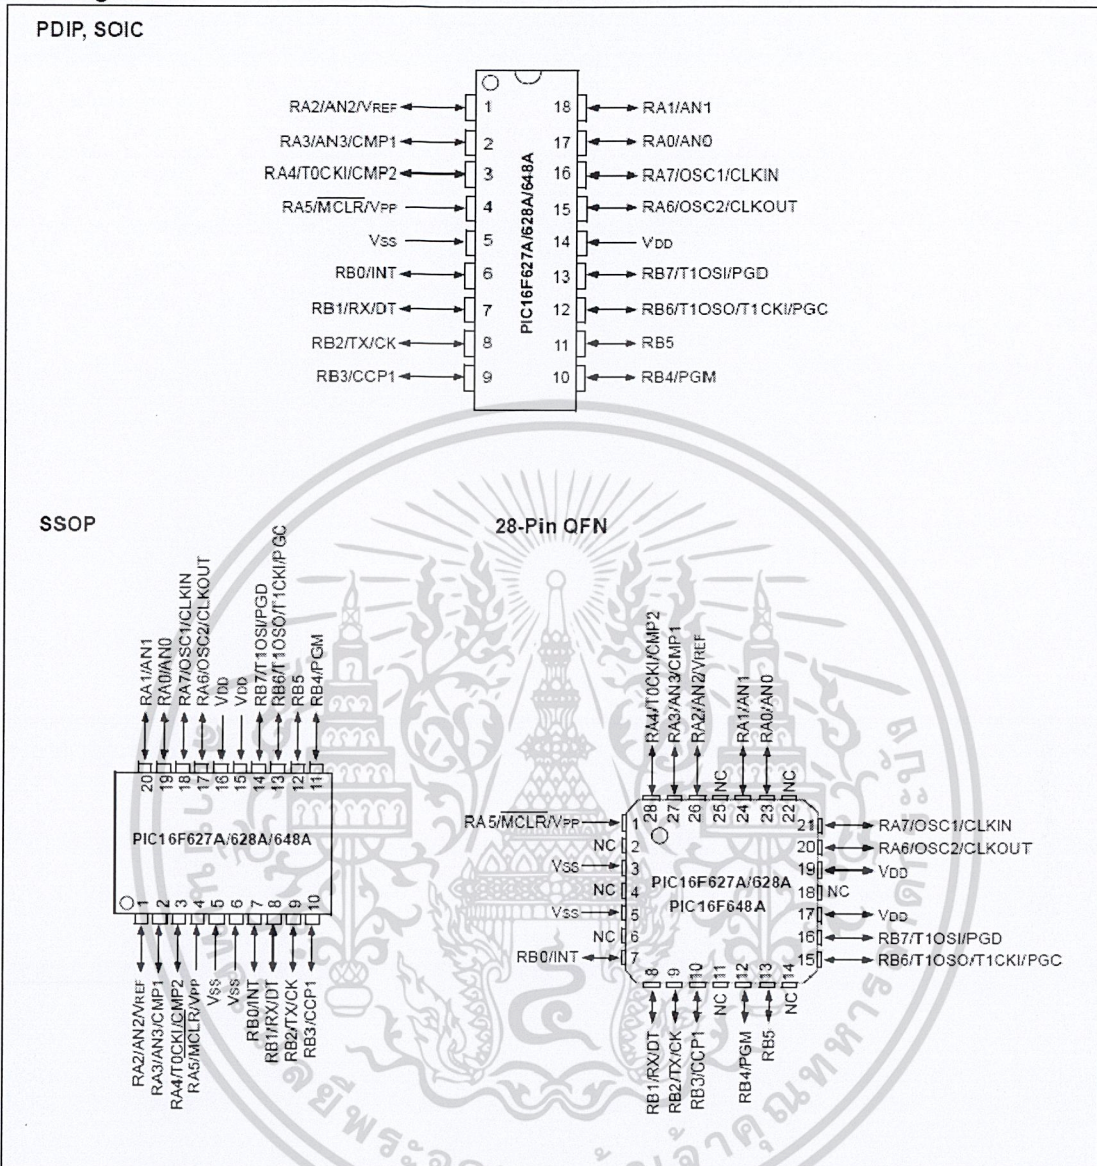 PDIP, SOIC
RA2/AN2/VREF
RA3/AN3/CMP1
RA4/T0CKI/CMP2
RA5/MCLR/VPP
VSS
RB0/INT
RB1/RX/DT
RB2/TX/CK
RB3/CCP1
1
2
3
4
5
6
7
8
9
PIC16F627A/628A/648A
18
17
16
15
14
13
12
11
10
RA1/AN1
RA0/AN0
RA7/OSC1/CLKIN
RA6/OSC2/CLKOUT
VDD
RB7/T1OSI/PGD
RB6/T1OSO/T1CKI/PGC
RB5
RB4/PGM
SSOP
RA1/AN1
RA0/AN0
RA7/OSC1/CLKIN
RA6/OSC2/CLKOUT
VDD
VDD
RB7/T1OSI/PGD
RB6/T1OSO/T1CKI/PGC
RB5
RB4/PGM
20
19
18
17
16
15
14
13
12
11
PIC16F627A/628A/648A
1
2
3
4
5
6
7
8
9
10
RA2/AN2/VREF
RA3/AN3/CMP1
RA4/T0CKI/CMP2
RA5/MCLR/VPP
VSS
VSS
RB0/INT
RB1/RX/DT
RB2/TX/CK
RB3/CCP1
28-Pin QFN
RA4/T0CKI/CMP2
RA3/AN3/CMP1
RA2/AN2/VREF
NC
RA1/AN1
RA0/AN0
NC
28
27
26
25
24
23
22
RA5/MCLR/VPP
NC
VSS
NC
VSS
NC
RB0/INT
1
2
3
4
5
6
7
PIC16F627A/628A
PIC16F648A
21
20
19
18
17
16
15
RA7/OSC1/CLKIN
RA6/OSC2/CLKOUT
VDD
NC
VDD
RB7/T1OSI/PGD
RB6/T1OSO/T1CKI/PGC
8
9
10
11
12
13
14
RB1/RX/DT
RB2/TX/CK
RB3/CCP1
NC
RB4/PGM
RB5
NC